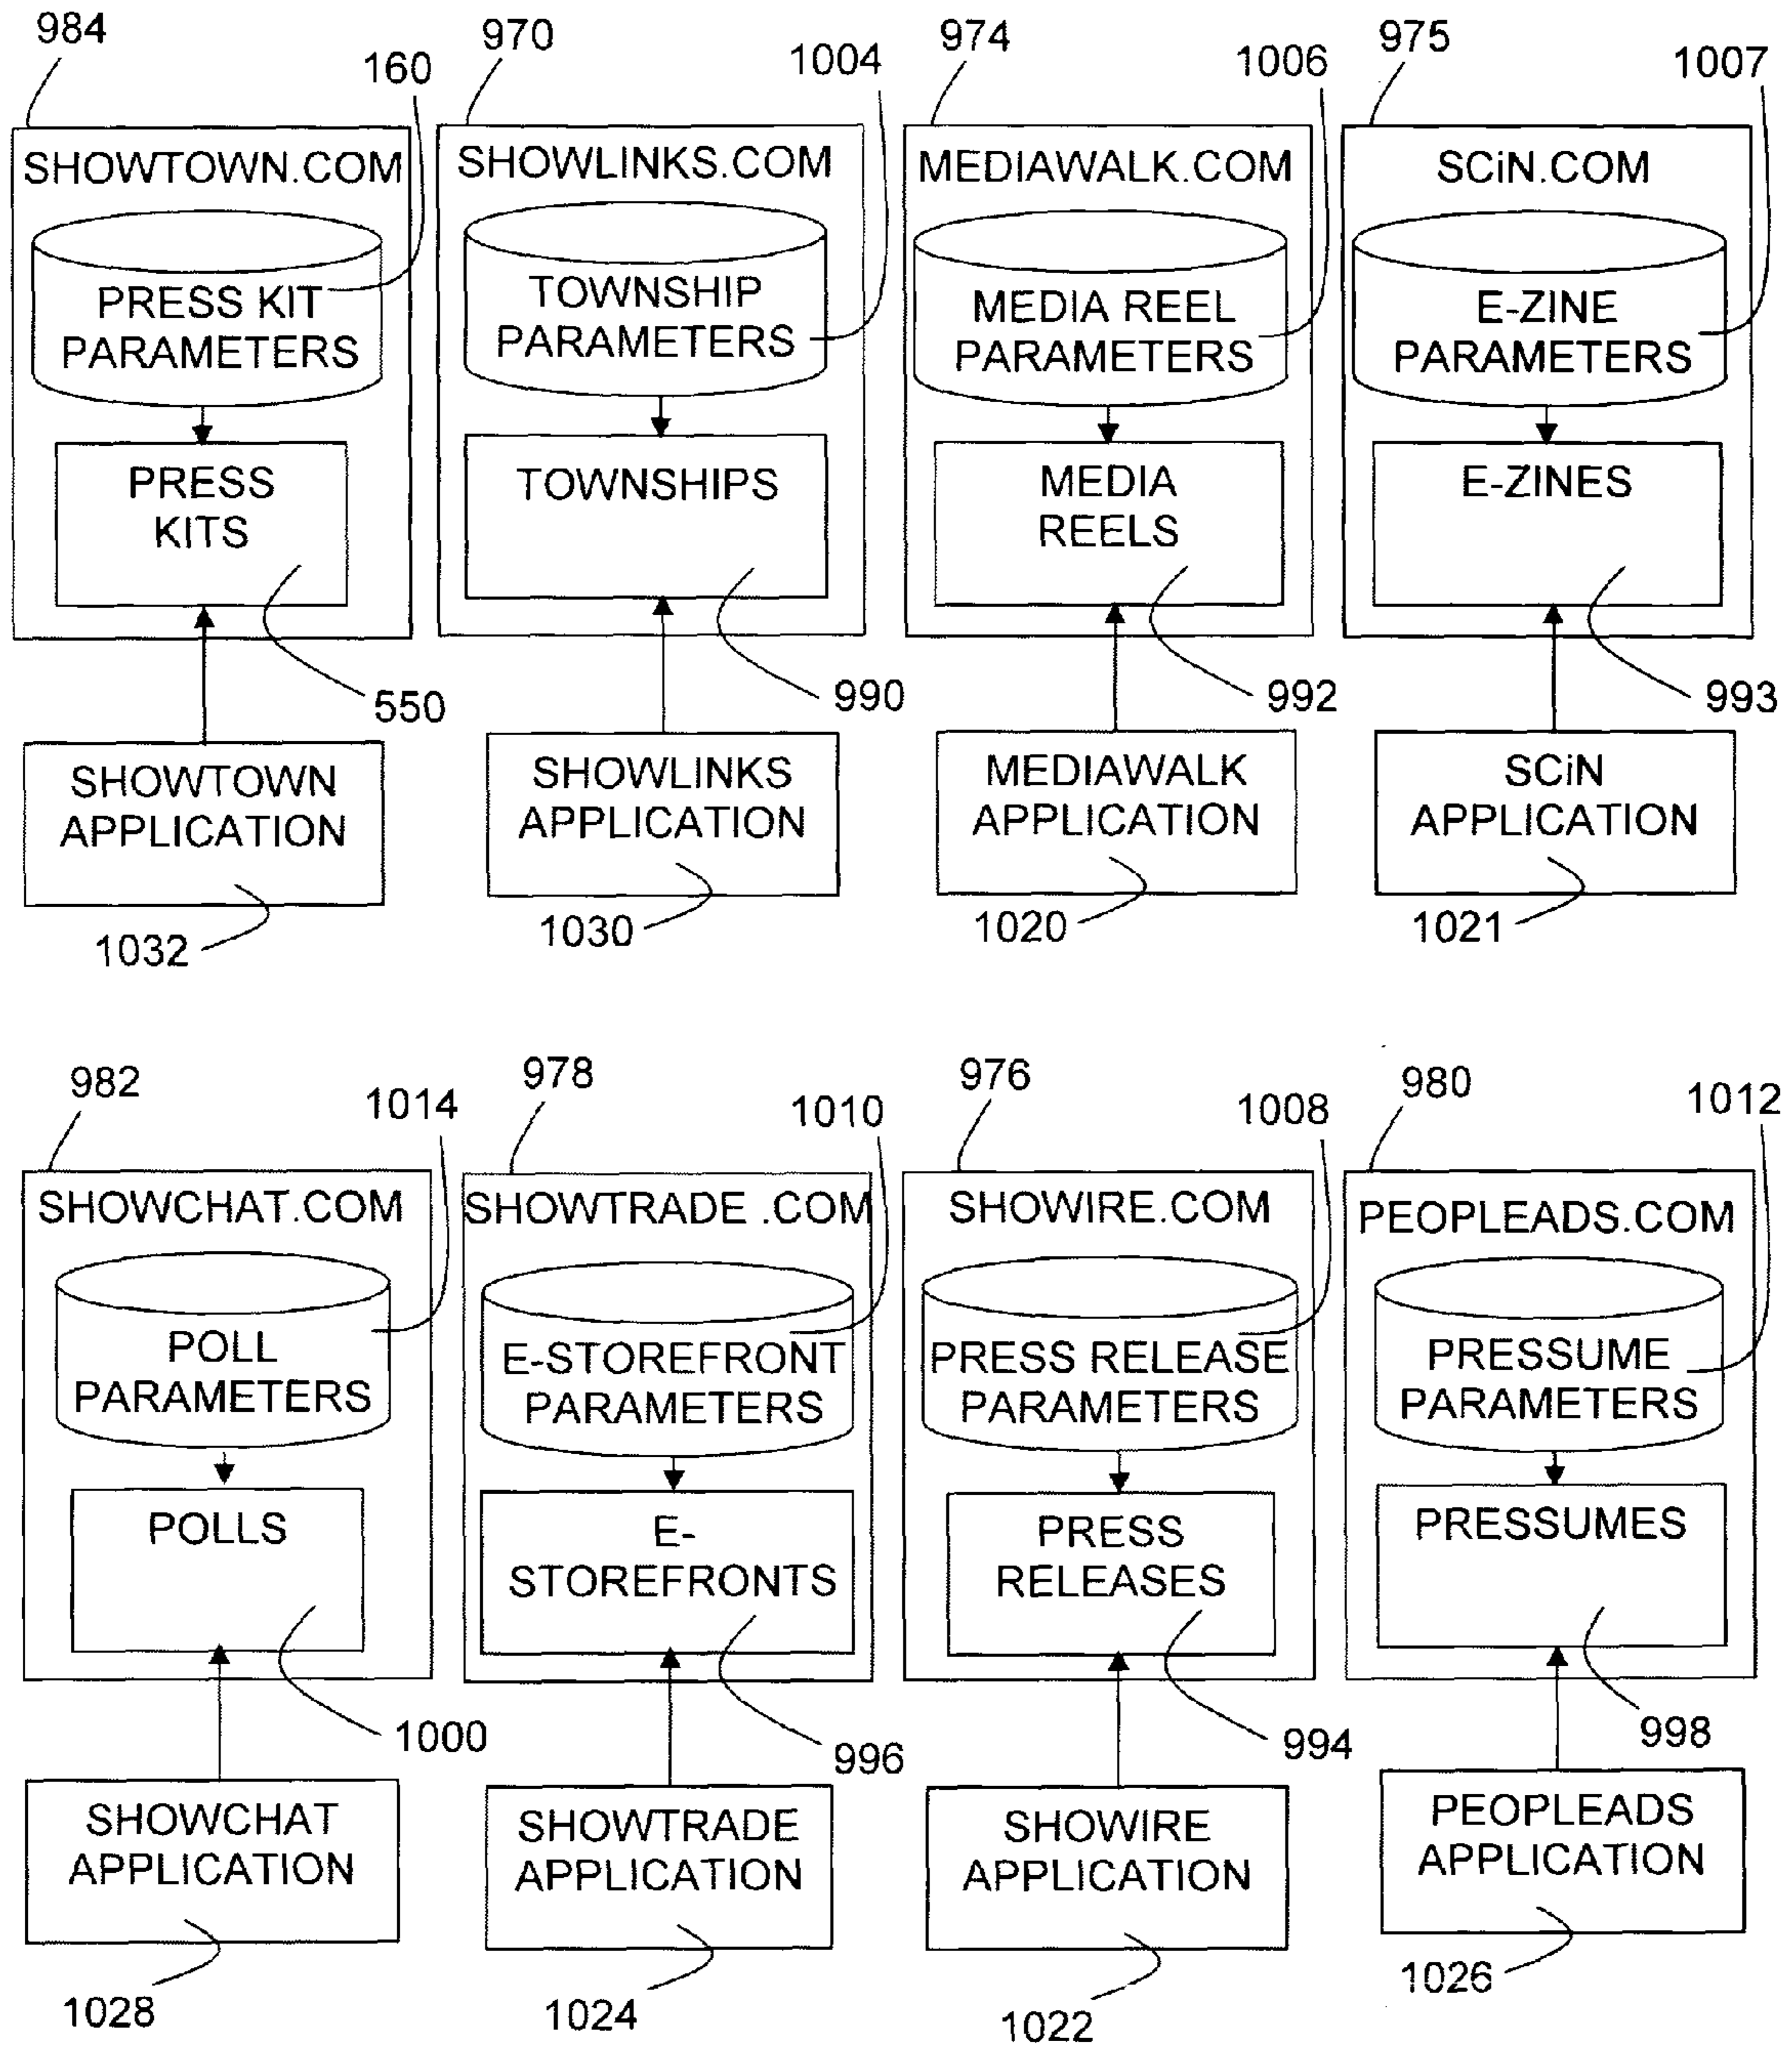 984
160
SHOWTOWN.COM
PRESS KIT
PARAMETERS
PRESS
KITS
550
SHOWTOWN
APPLICATION
1032
970
1004
SHOWLINKS.COM
TOWNSHIP
PARAMETERS
TOWNSHIPS
990
SHOWLINKS
APPLICATION
1030
974
1006
MEDIAWALK.COM
MEDIA REEL
PARAMETERS
MEDIA
REELS
992
MEDIAWALK
APPLICATION
1020
975
1007
SCiN.COM
E-ZINE
PARAMETERS
E-ZINES
993
SCiN
APPLICATION
1021
982
1014
SHOWCHAT.COM
POLL
PARAMETERS
POLLS
1000
SHOWCHAT
APPLICATION
1028
978
1010
SHOWTRADE .COM
E-STOREFRONT
PARAMETERS
E-
STOREFRONTS
996
SHOWTRADE
APPLICATION
1024
976
1008
SHOWIRE.COM
PRESS RELEASE
PARAMETERS
PRESS
RELEASES
994
SHOWIRE
APPLICATION
1022
980
1012
PEOPLEADS.COM
PRESSUME
PARAMETERS
PRESSUMES
998
PEOPLEADS
APPLICATION
1026